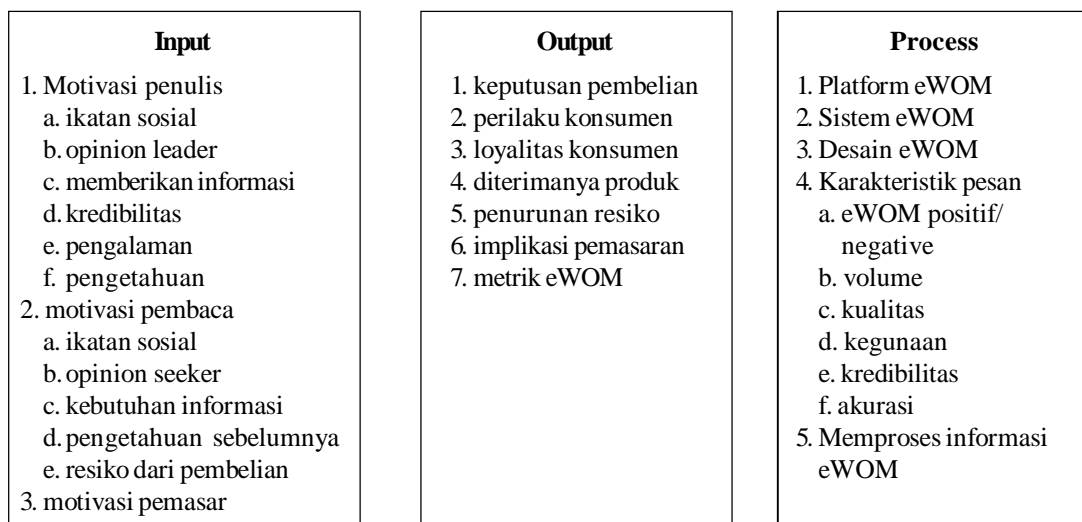 Input
1. Motivasi penulis
a. ikatan sosial
b. opinion leader
c. memberikan informasi
d. kredibilitas
e. pengalaman
f. pengetahuan
2. motivasi pembaca
a. ikatan sosial
b. opinion seeker
c. kebutuhan informasi
d. pengetahuan sebelumnya
e. resiko dari pembelian
3. motivasi pemasar
Output
1. keputusan pembelian
2. perilaku konsumen
3. loyalitas konsumen
4. diterimanya produk
5. penurunan resiko
6. implikasi pemasaran
7. metrik eWOM
Process
1. Platform eWOM
2. Sistem eWOM
3. Desain eWOM
4. Karakteristik pesan
a. eWOM positif/
negative
b. volume
c. kualitas
d. kegunaan
e. kredibilitas
f. akurasi
5. Memproses informasi
eWOM